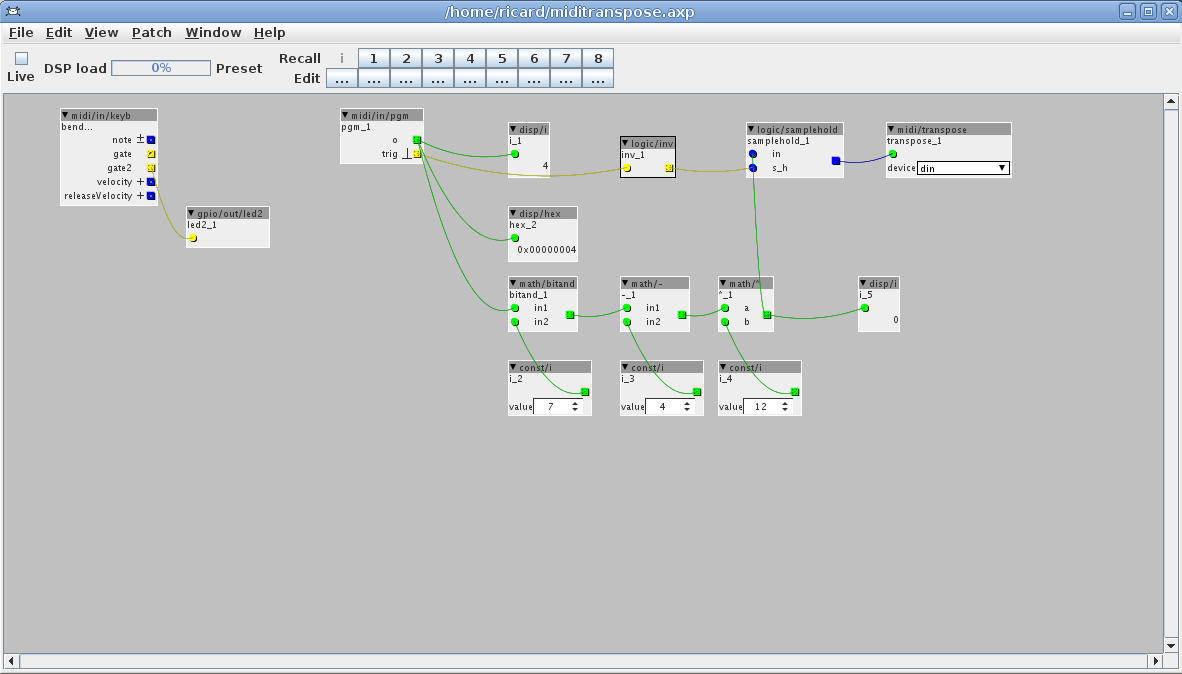 /home/ricard/miditranspose.axp
File Edit View Patch Window Help
Live
DSP load 0% Preset
Recall i 1 2 3 4 5 6 7 8
Edit ... ... ... ... ... ... ... ... ...
midi/in/keyb
bend...
note
gate
gate2
velocity
releaseVelocity
gpio/out/led2
led2_1
midi/in/pgm
pgm_1
o
trig
disp/i
i_1
4
logic/inv
inv_1
logic/samplehold
samplehold_1
in
s_h
midi/transpose
transpose_1
device din
disp/hex
hex_2
0x00000004
math/bitand
bitand_1
in1
in2
math/-
-_1
in1
in2
math/*
*_1
a
b
disp/i
i_5
0
const/i
i_2
value 7
const/i
i_3
value 4
const/i
i_4
value 12